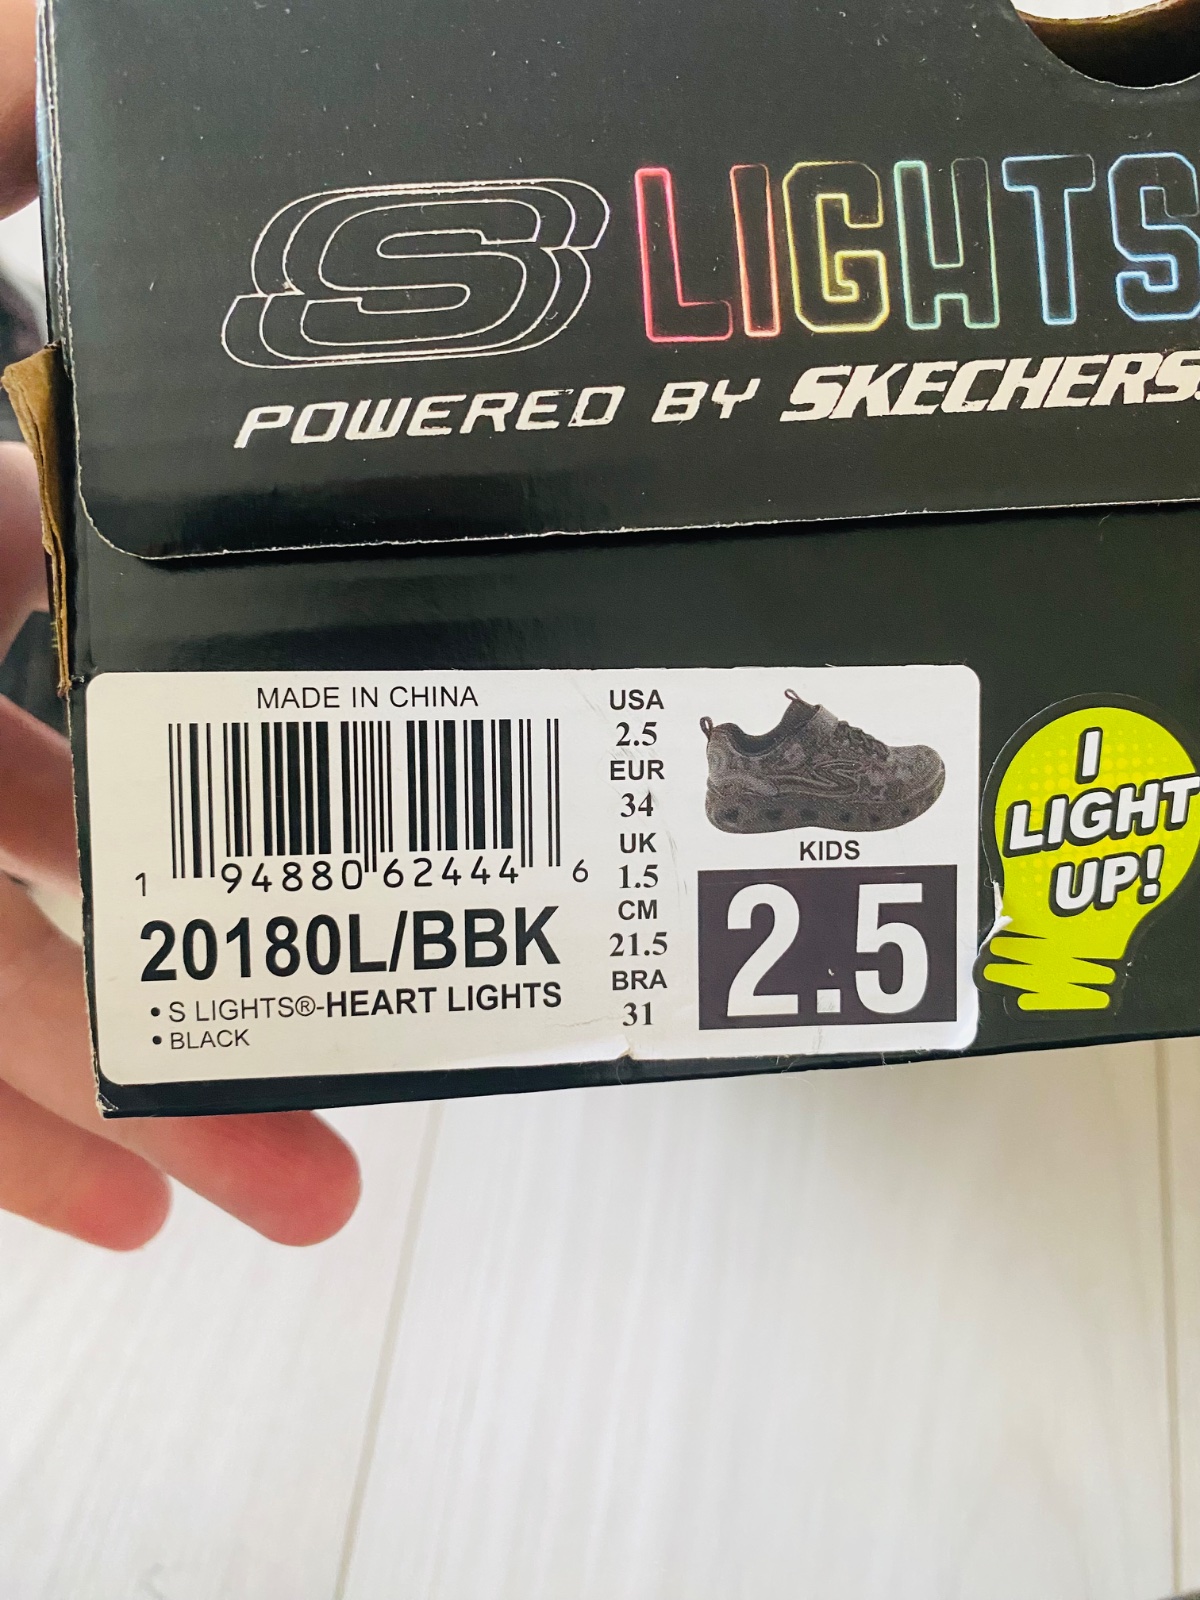 S LIGHTS
POWERED BY SKECHERS
MADE IN CHINA
1 94880 62444 6
20180L/BBK
• S LIGHTS®-HEART LIGHTS
• BLACK
USA
2.5
EUR
34
UK
1.5
CM
21.5
BRA
31
KIDS
2.5
I
LIGHT
UP!